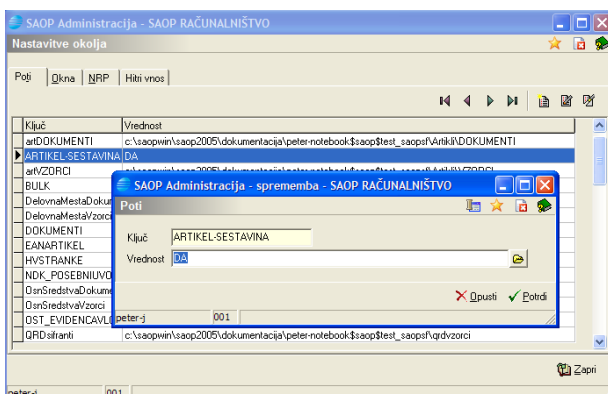 SAOP Administracija - SAOP RAČUNALNIŠTVO
Nastavitve okolja
Poti Okna NRP Hitri vnos
Ključ Vrednost
artDOKUMENTI c:\saopwin\saop2005\dokumentacija\peter-notebook$saop$test_saopsf\Artikli\DOKUMENTI
ARTIKEL-SESTAVINA DA
artVZORCI
BULK
DelovnaMestaDokum
DelovnaMestaVzorci
DOKUMENTI
EANARTIKEL
HVSTRANKE
NDK_POSEBNIUVO
OsnSredstvaDokume
OsnSredstvaVzorci
OST_EVIDENCAVL
QRDsifranti c:\saopwin\saop2005\dokumentacija\peter-notebook$saop$test_saopsf\qrdvzorci
SAOP Administracija - sprememba - SAOP RAČUNALNIŠTVO
Poti
Ključ ARTIKEL-SESTAVINA
Vrednost DA
Opusti Potrdi
peter-j 001
Zapri
peter-j 001